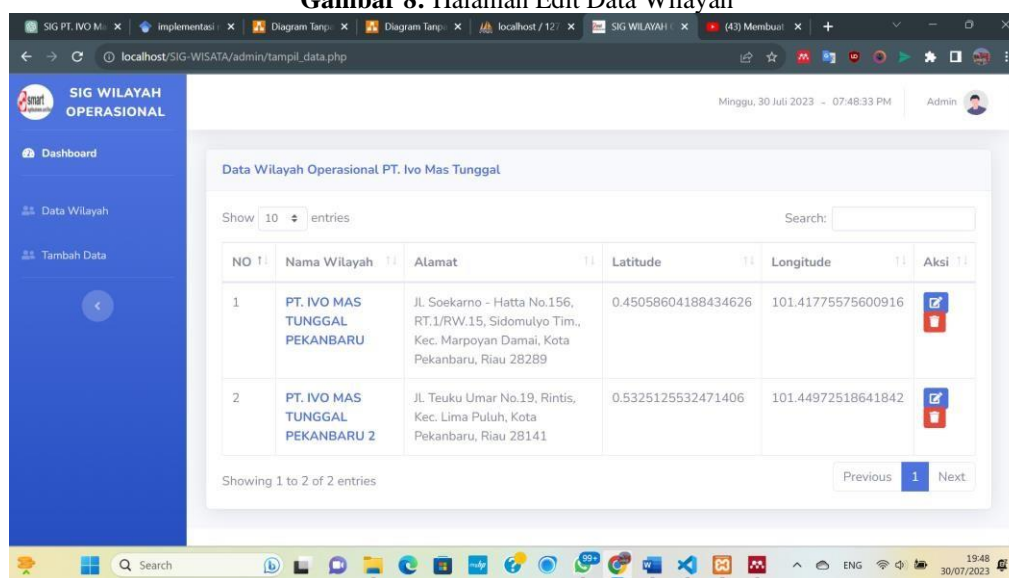 Gambar 8. Halaman Edit Data Wilayah
SIG PT. IVO M
implementasi
Diagram Tanp
Diagram Tanp
localhost / 127
SIG WILAYAH
(43) Membuat
localhost/SIG-WISATA/admin/tampil_data.php
smart
SIG WILAYAH
OPERASIONAL
Minggu, 30 Juli 2023 - 07:48:33 PM
Admin
Dashboard
Data Wilayah
Tambah Data
Data Wilayah Operasional PT. Ivo Mas Tunggal
Show 10 entries
Search:
NO Nama Wilayah Alamat Latitude Longitude Aksi
1 PT. IVO MAS Jl. Soekarno - Hatta No.156, 0.45058604188434626 101.41775575600916
TUNGGAL RT.1/RW.15, Sidomulyo Tim.,
PEKANBARU Kec. Marpoyan Damai, Kota
Pekanbaru, Riau 28289
2 PT. IVO MAS Jl. Teuku Umar No.19, Rintis, 0.5325125532471406 101.44972518641842
TUNGGAL Kec. Lima Puluh, Kota
PEKANBARU 2 Pekanbaru, Riau 28141
Showing 1 to 2 of 2 entries
Previous 1 Next
Search
99+
ENG
19:48
30/07/2023